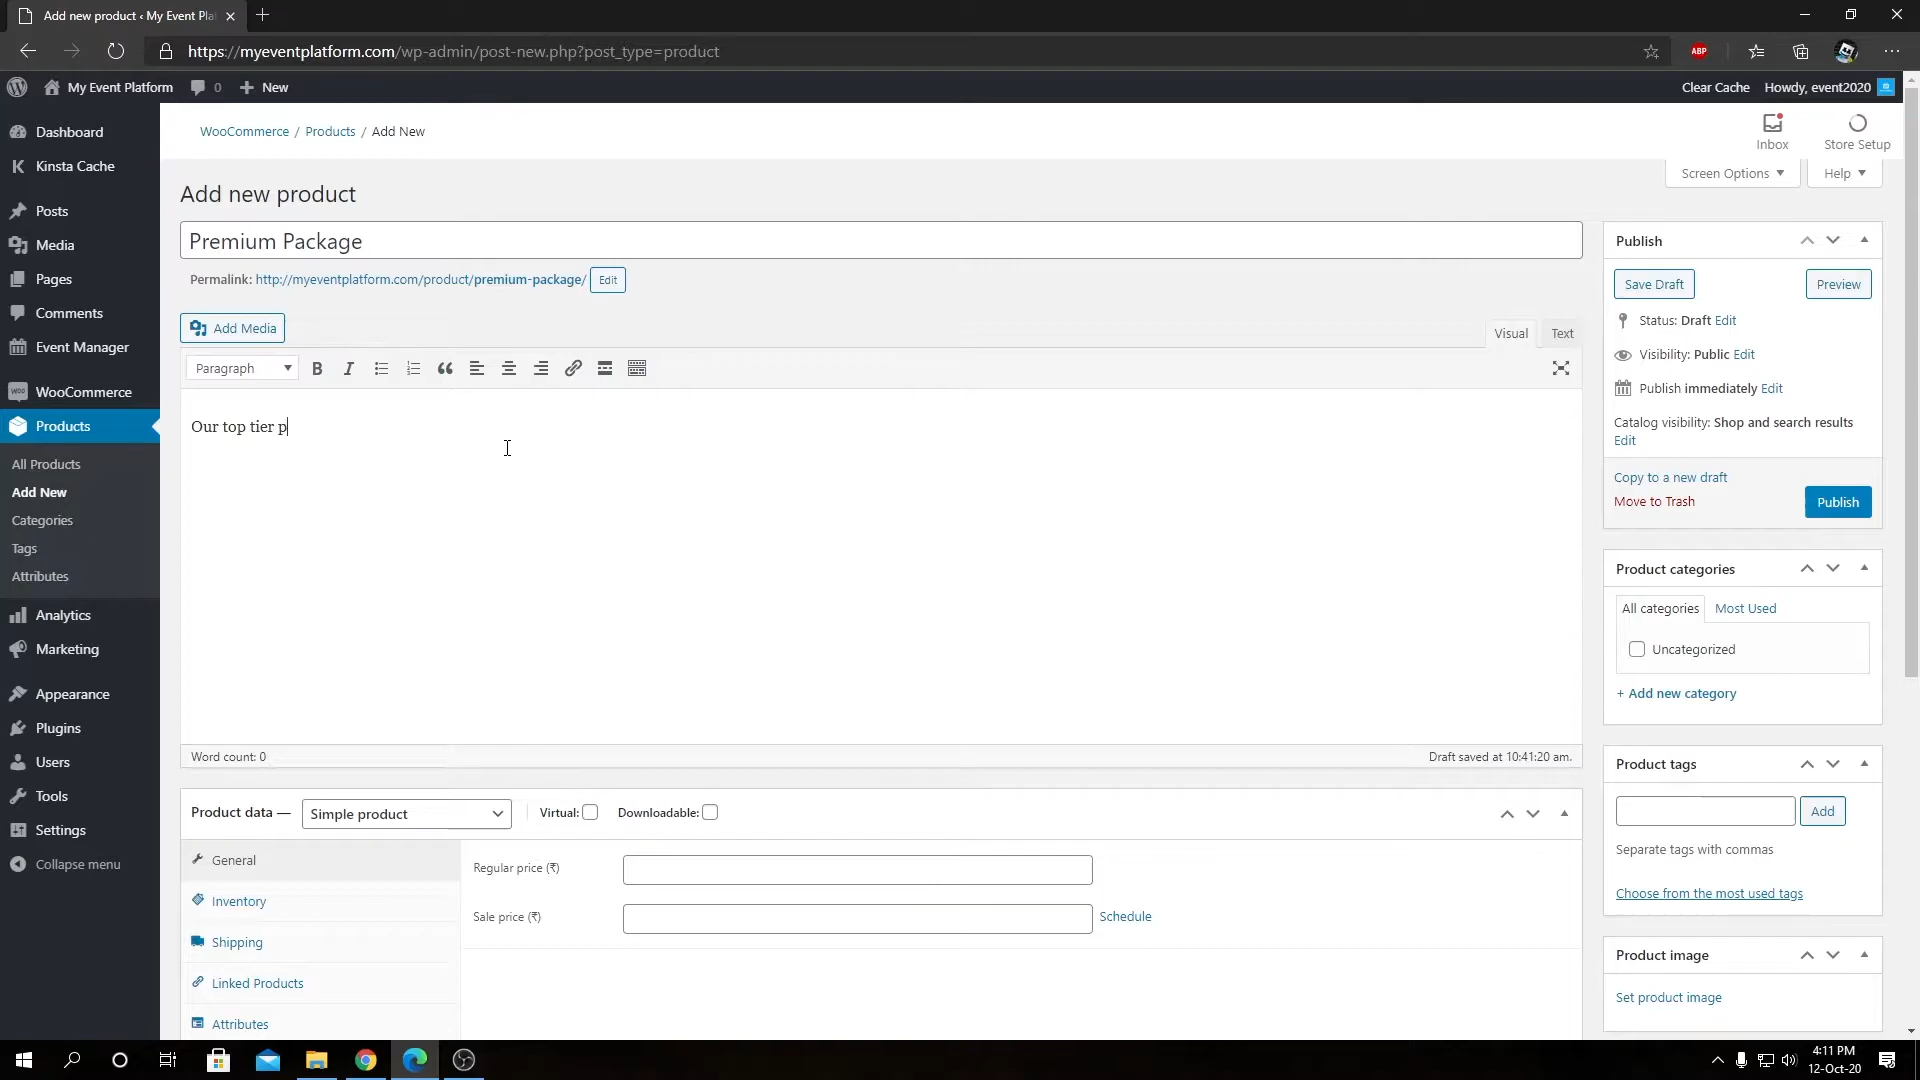 Add new product ‹ My Event Pla
https://myeventplatform.com/wp-admin/post-new.php?post_type=product
ABP
My Event Platform
0
New
Clear Cache
Howdy, event2020
Dashboard
Kinsta Cache
Posts
Media
Pages
Comments
Event Manager
WooCommerce
Products
All Products
Add New
Categories
Tags
Attributes
Analytics
Marketing
Appearance
Plugins
Users
Tools
Settings
Collapse menu
WooCommerce / Products / Add New
Inbox
Store Setup
Screen Options
Help
Add new product
Premium Package
Permalink: http://myeventplatform.com/product/premium-package/ Edit
Add Media
Visual
Text
Paragraph
Our top tier p
Word count: 0
Draft saved at 10:41:20 am.
Product data —
Simple product
Virtual:
Downloadable:
General
Inventory
Shipping
Linked Products
Attributes
Regular price (₹)
Sale price (₹)
Schedule
Publish
Save Draft
Preview
Status: Draft Edit
Visibility: Public Edit
Publish immediately Edit
Catalog visibility: Shop and search results
Edit
Copy to a new draft
Move to Trash
Publish
Product categories
All categories
Most Used
Uncategorized
+ Add new category
Product tags
Add
Separate tags with commas
Choose from the most used tags
Product image
Set product image
4:11 PM
12-Oct-20